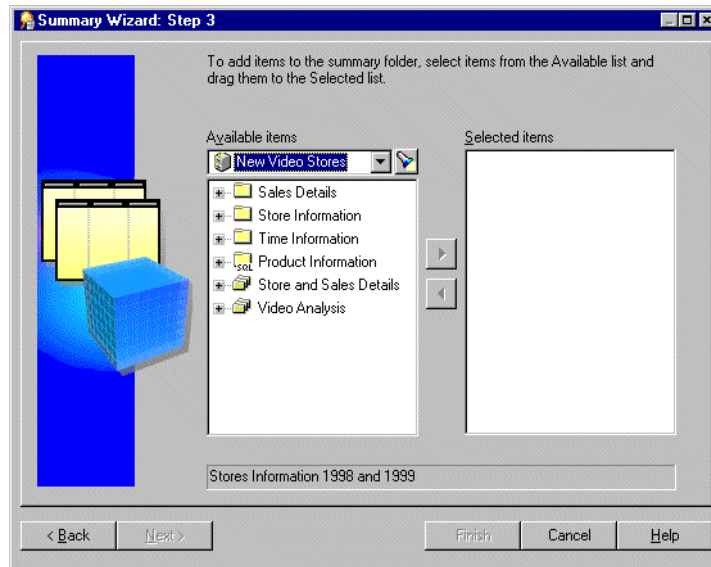 Summary Wizard: Step 3
To add items to the summary folder, select items from the Available list and
drag them to the Selected list.
Available items
Selected items
New Video Stores
Sales Details
Store Information
Time Information
SQL
Product Information
Store and Sales Details
Video Analysis
Stores Information 1998 and 1999
< Back
Next >
Finish
Cancel
Help